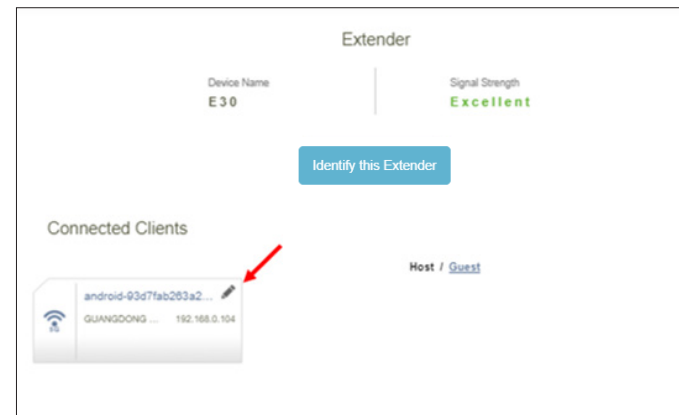 Extender
Device Name
E30
Signal Strength
Excellent
Identify this Extender
Connected Clients
Host / Guest
android-93d7fab263a2...
GUANGDONG ... 192.168.0.104
5G